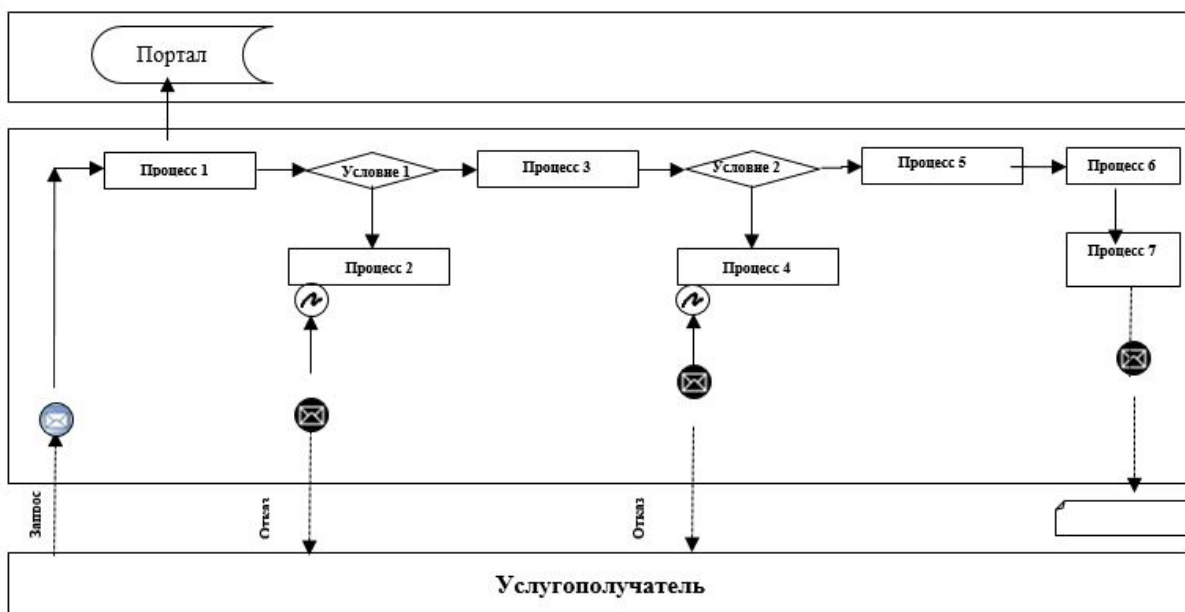 Портал
Процесс 1
Условие 1
Процесс 3
Условие 2
Процесс 5
Процесс 6
Процесс 2
Процесс 4
Процесс 7
Запрос
Отказ
Отказ
Услугополучатель